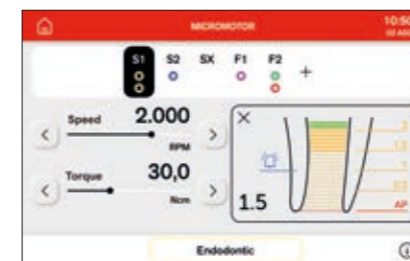 MICROMOTOR
10:50
S1 S2 SX F1 F2 +
Speed 2.000
RPM
Torque 30,0
Ncm
1.5
AP
Endodontic